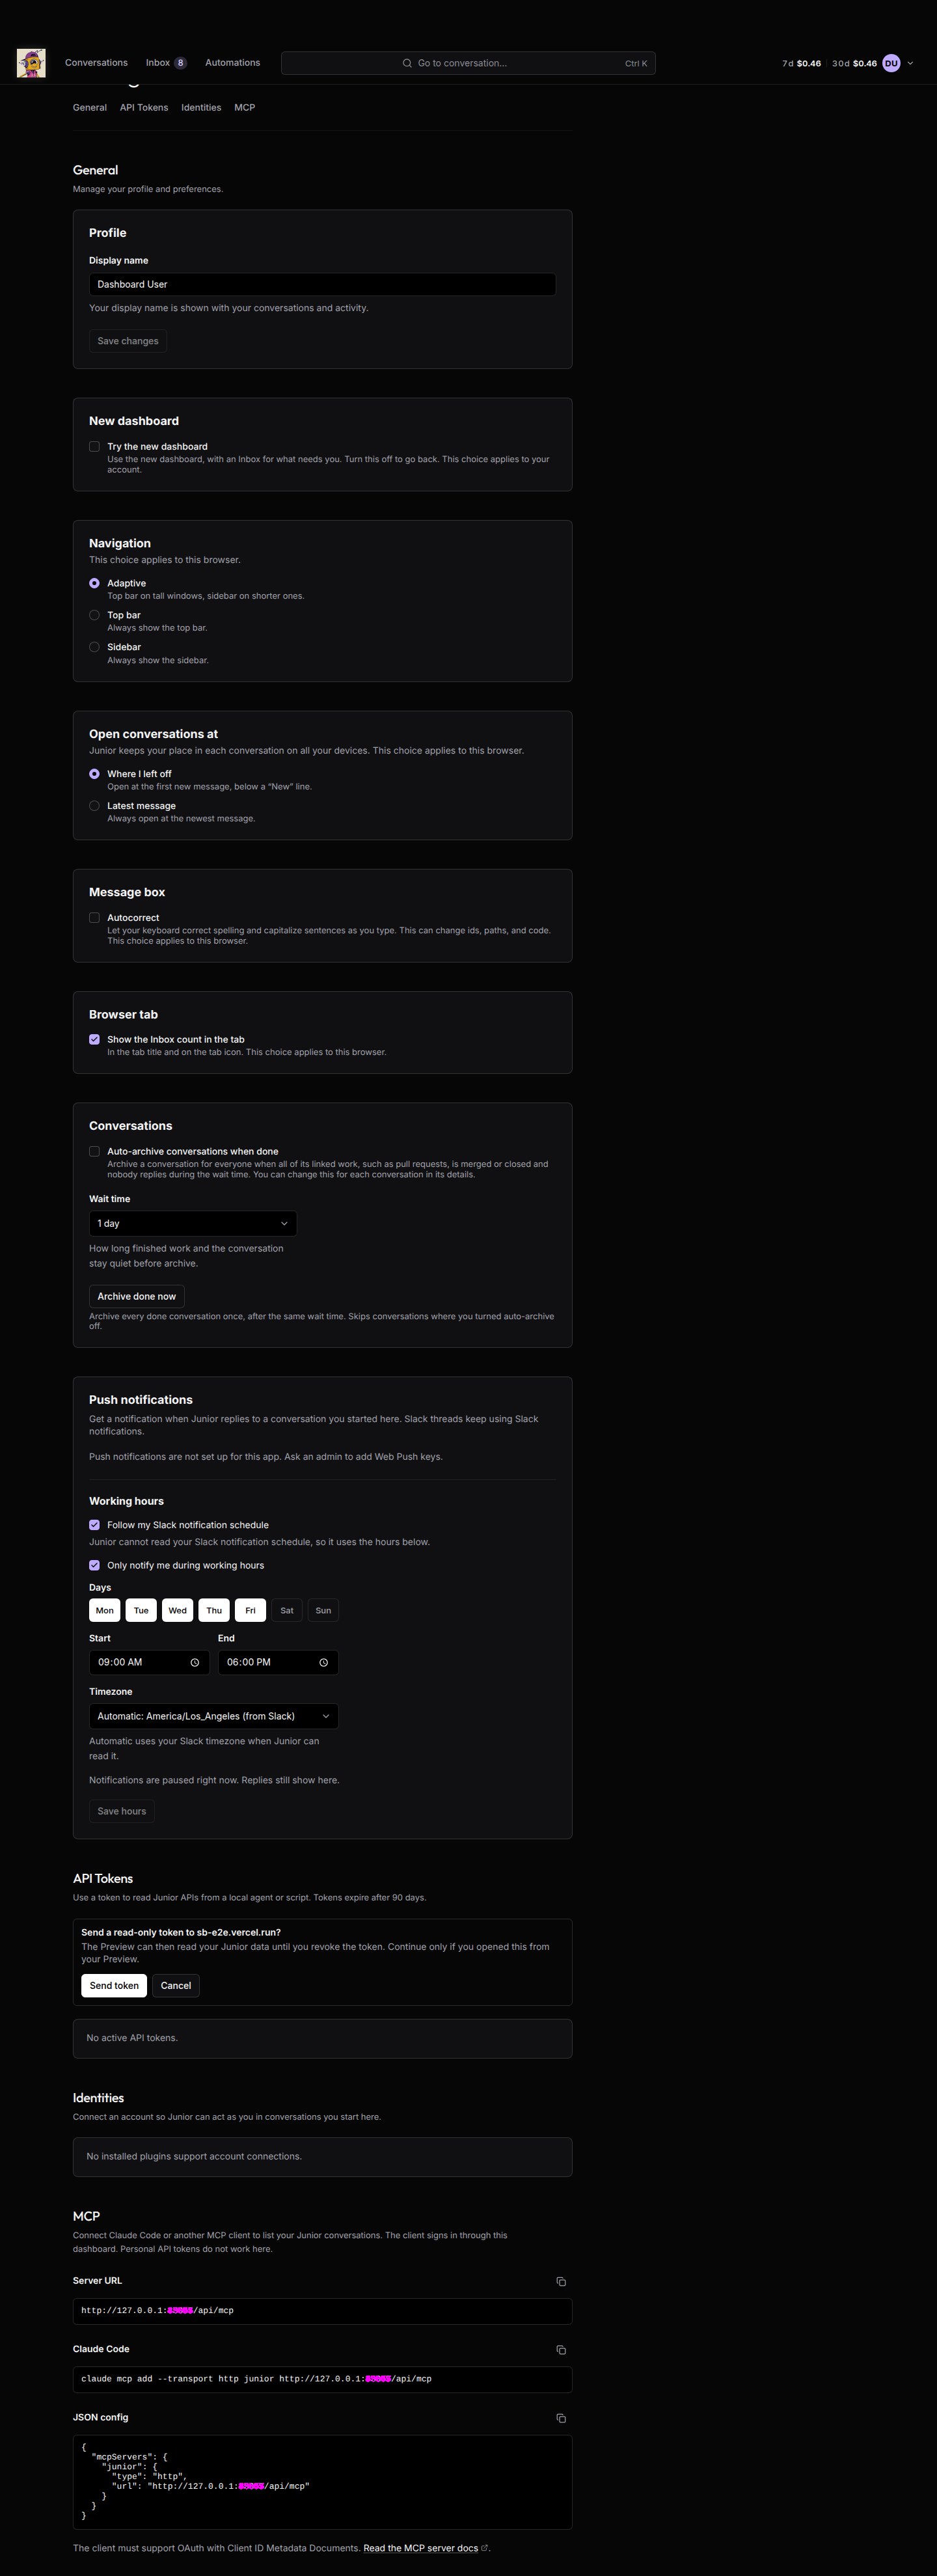 Conversations Inbox 8 Automations Go to conversation... Ctrl K 7d $0.46 30d $0.46 DU
General API Tokens Identities MCP
General
Manage your profile and preferences.
Profile
Display name
Dashboard User
Your display name is shown with your conversations and activity.
Save changes
New dashboard
Try the new dashboard
Use the new dashboard, with an Inbox for what needs you. Turn this off to go back. This choice applies to your
account.
Navigation
This choice applies to this browser.
Adaptive
Top bar on tall windows, sidebar on shorter ones.
Top bar
Always show the top bar.
Sidebar
Always show the sidebar.
Open conversations at
Junior keeps your place in each conversation on all your devices. This choice applies to this browser.
Where I left off
Open at the first new message, below a “New” line.
Latest message
Always open at the newest message.
Message box
Autocorrect
Let your keyboard correct spelling and capitalize sentences as you type. This can change ids, paths, and code.
This choice applies to this browser.
Browser tab
Show the Inbox count in the tab
In the tab title and on the tab icon. This choice applies to this browser.
Conversations
Auto-archive conversations when done
Archive a conversation for everyone when all of its linked work, such as pull requests, is merged or closed and
nobody replies during the wait time. You can change this for each conversation in its details.
Wait time
1 day
How long finished work and the conversation
stay quiet before archive.
Archive done now
Archive every done conversation once, after the same wait time. Skips conversations where you turned auto-archive
off.
Push notifications
Get a notification when Junior replies to a conversation you started here. Slack threads keep using Slack
notifications.
Push notifications are not set up for this app. Ask an admin to add Web Push keys.
Working hours
Follow my Slack notification schedule
Junior cannot read your Slack notification schedule, so it uses the hours below.
Only notify me during working hours
Days
Mon Tue Wed Thu Fri Sat Sun
Start End
09:00 AM 06:00 PM
Timezone
Automatic: America/Los_Angeles (from Slack)
Automatic uses your Slack timezone when Junior can
read it.
Notifications are paused right now. Replies still show here.
Save hours
API Tokens
Use a token to read Junior APIs from a local agent or script. Tokens expire after 90 days.
Send a read-only token to sb-e2e.vercel.run?
The Preview can then read your Junior data until you revoke the token. Continue only if you opened this from
your Preview.
Send token Cancel
No active API tokens.
Identities
Connect an account so Junior can act as you in conversations you start here.
No installed plugins support account connections.
MCP
Connect Claude Code or another MCP client to list your Junior conversations. The client signs in through this
dashboard. Personal API tokens do not work here.
Server URL
http://127.0.0.1: /api/mcp
Claude Code
claude mcp add --transport http junior http://127.0.0.1: /api/mcp
JSON config
{
"mcpServers": {
"junior": {
"type": "http",
"url": "http://127.0.0.1: /api/mcp"
}
}
}
The client must support OAuth with Client ID Metadata Documents. Read the MCP server docs .